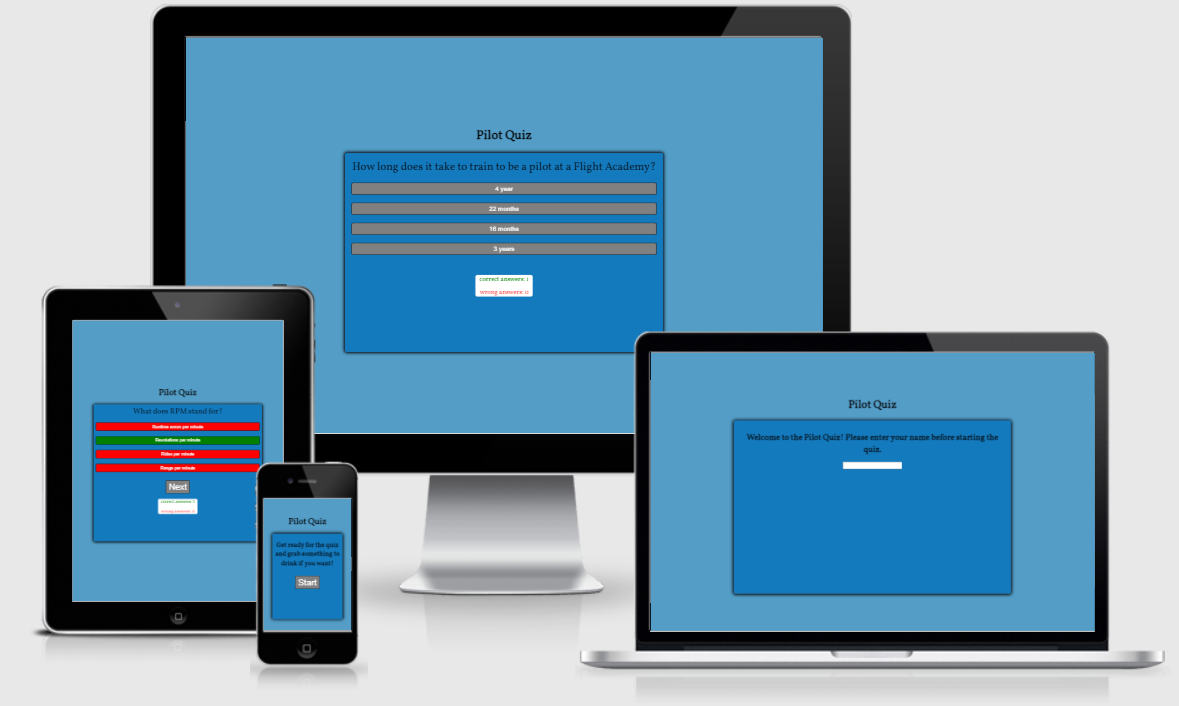 Pilot Quiz
How long does it take to train to be a pilot at a Flight Academy?
4 year
22 months
16 months
3 years
correct answers: 1
wrong answers: 0
Pilot Quiz
What does RPM stand for?
Runtime errors per minute
Revolutions per minute
Rides per minute
Range per minute
Next
correct answers:
wrong answers:
Pilot Quiz
Get ready for the quiz
and grab something to
drink if you want!
Start
Pilot Quiz
Welcome to the Pilot Quiz! Please enter your name before starting the
quiz.